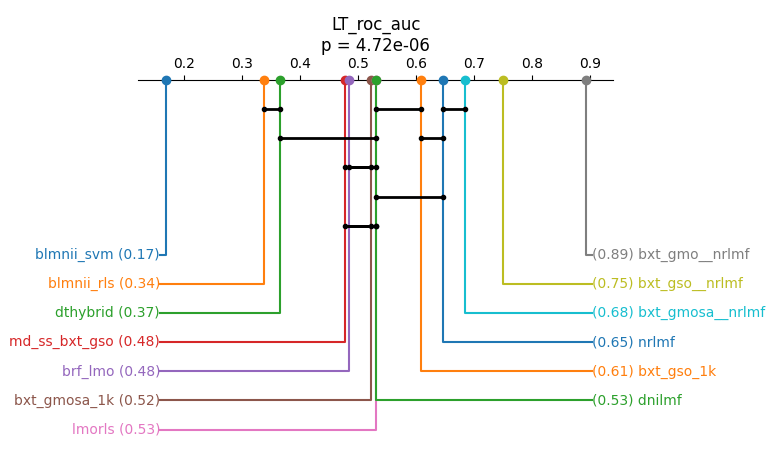 LT_roc_auc
p = 4.72e-06
0.2 0.3 0.4 0.5 0.6 0.7 0.8 0.9
blmnii_svm (0.17)
(0.89) bxt_gmo__nrlmf
blmnii_rls (0.34)
(0.75) bxt_gso__nrlmf
dthybrid (0.37)
(0.68) bxt_gmosa__nrlmf
md_ss_bxt_gso (0.48)
(0.65) nrlmf
brf_lmo (0.48)
(0.61) bxt_gso_1k
bxt_gmosa_1k (0.52)
(0.53) dnilmf
lmorls (0.53)